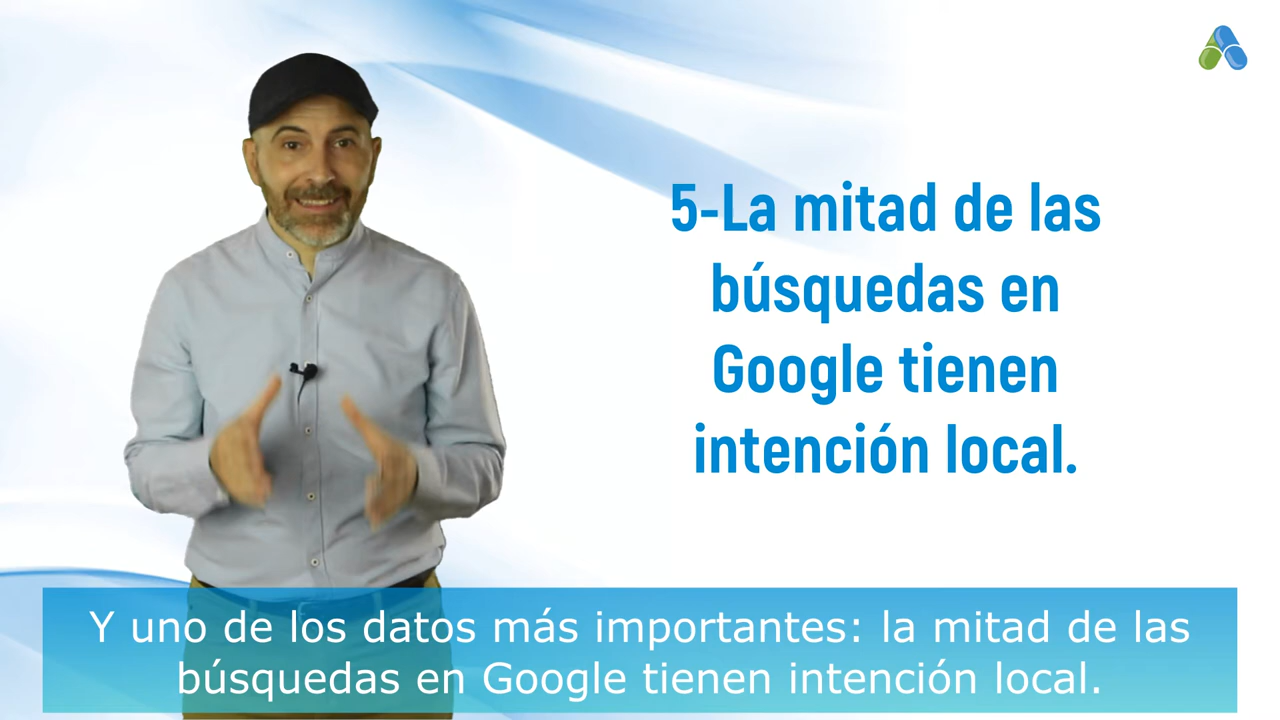 5-La mitad de las
búsquedas en
Google tienen
intención local.
Y uno de los datos más importantes: la mitad de las
búsquedas en Google tienen intención local.